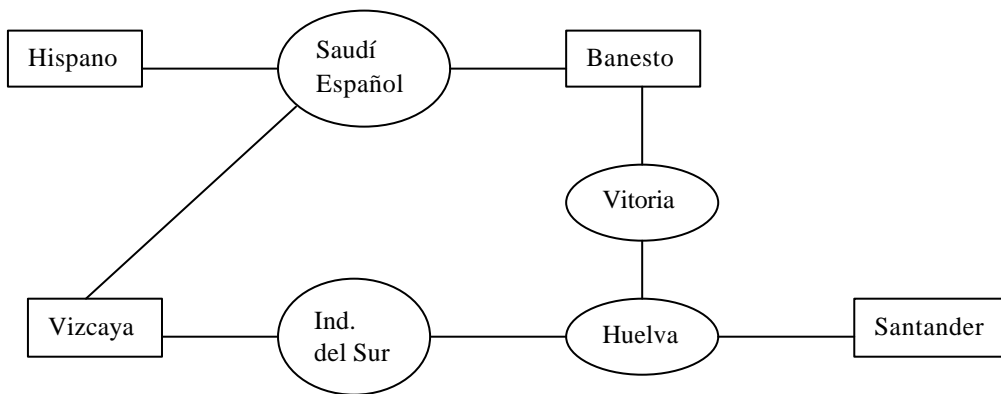 Hispano
Saudí
Español
Banesto
Vitoria
Vizcaya
Ind.
del Sur
Huelva
Santander